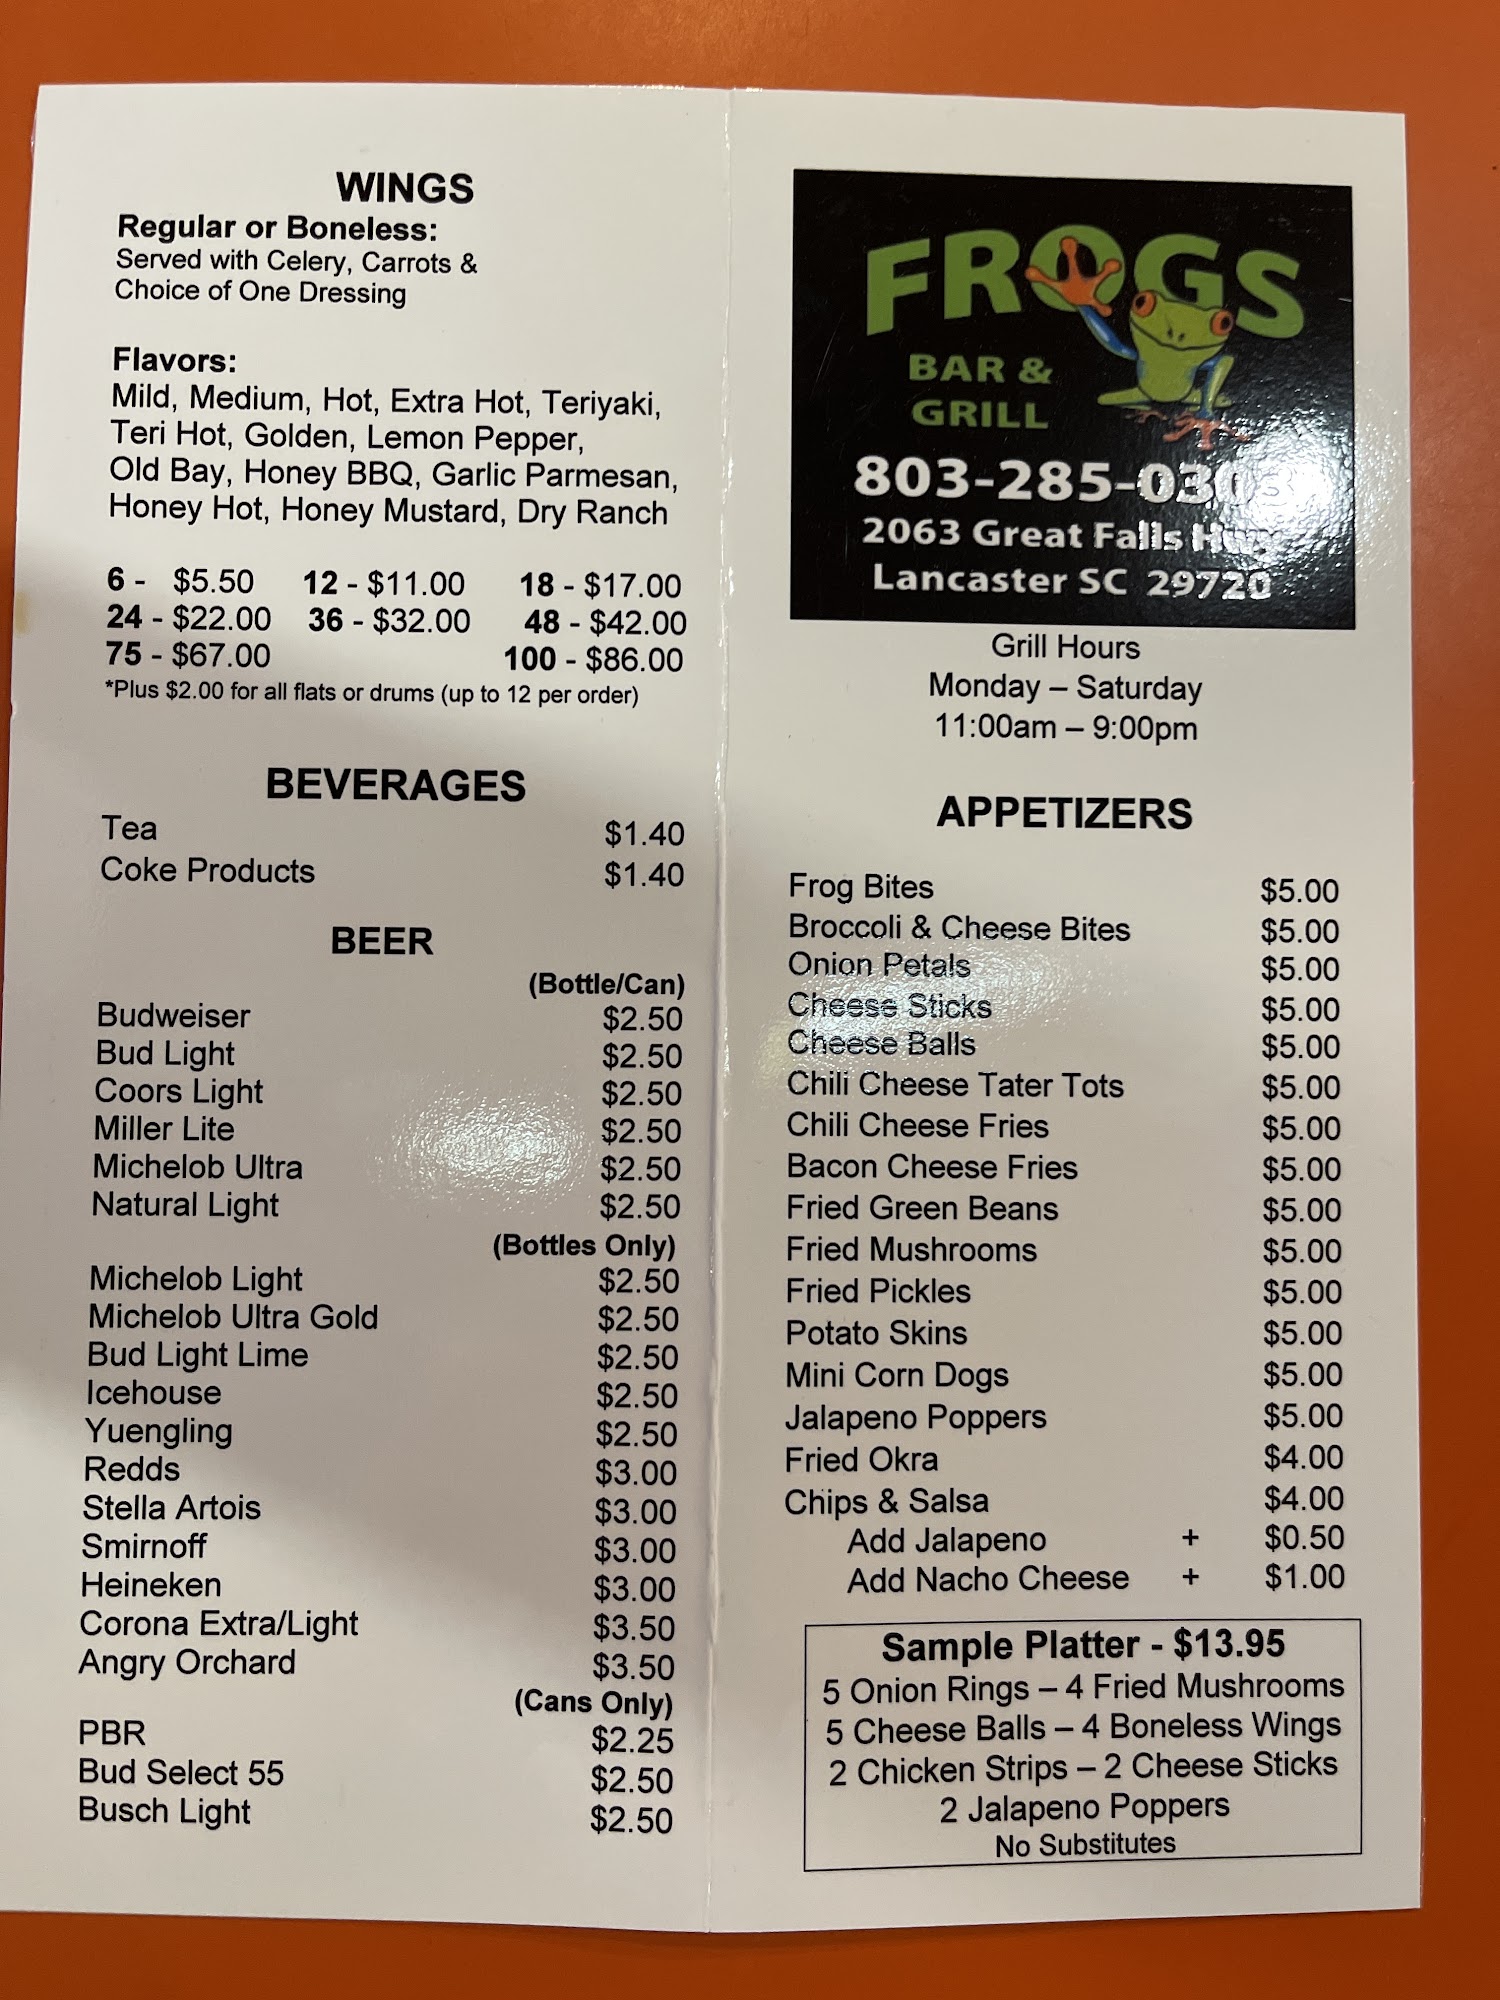 WINGS
Regular or Boneless:
Served with Celery, Carrots &
Choice of One Dressing
Flavors:
Mild, Medium, Hot, Extra Hot, Teriyaki,
Teri Hot, Golden, Lemon Pepper,
Old Bay, Honey BBQ, Garlic Parmesan,
Honey Hot, Honey Mustard, Dry Ranch
6 - $5.50 12 - $11.00 18 - $17.00
24 - $22.00 36 - $32.00 48 - $42.00
75 - $67.00 100 - $86.00
*Plus $2.00 for all flats or drums (up to 12 per order)
BEVERAGES
Tea $1.40
Coke Products $1.40
BEER
(Bottle/Can)
Budweiser $2.50
Bud Light $2.50
Coors Light $2.50
Miller Lite $2.50
Michelob Ultra $2.50
Natural Light $2.50
(Bottles Only)
Michelob Light $2.50
Michelob Ultra Gold $2.50
Bud Light Lime $2.50
Icehouse $2.50
Yuengling $2.50
Redds $3.00
Stella Artois $3.00
Smirnoff $3.00
Heineken $3.00
Corona Extra/Light $3.50
Angry Orchard $3.50
(Cans Only)
PBR $2.25
Bud Select 55 $2.50
Busch Light $2.50
FROGS
BAR &
GRILL
803-285-0303
2063 Great Falls Hwy
Lancaster SC 29720
Grill Hours
Monday – Saturday
11:00am – 9:00pm
APPETIZERS
Frog Bites $5.00
Broccoli & Cheese Bites $5.00
Onion Petals $5.00
Cheese Sticks $5.00
Cheese Balls $5.00
Chili Cheese Tater Tots $5.00
Chili Cheese Fries $5.00
Bacon Cheese Fries $5.00
Fried Green Beans $5.00
Fried Mushrooms $5.00
Fried Pickles $5.00
Potato Skins $5.00
Mini Corn Dogs $5.00
Jalapeno Poppers $5.00
Fried Okra $4.00
Chips & Salsa $4.00
Add Jalapeno + $0.50
Add Nacho Cheese + $1.00
Sample Platter - $13.95
5 Onion Rings – 4 Fried Mushrooms
5 Cheese Balls – 4 Boneless Wings
2 Chicken Strips – 2 Cheese Sticks
2 Jalapeno Poppers
No Substitutes